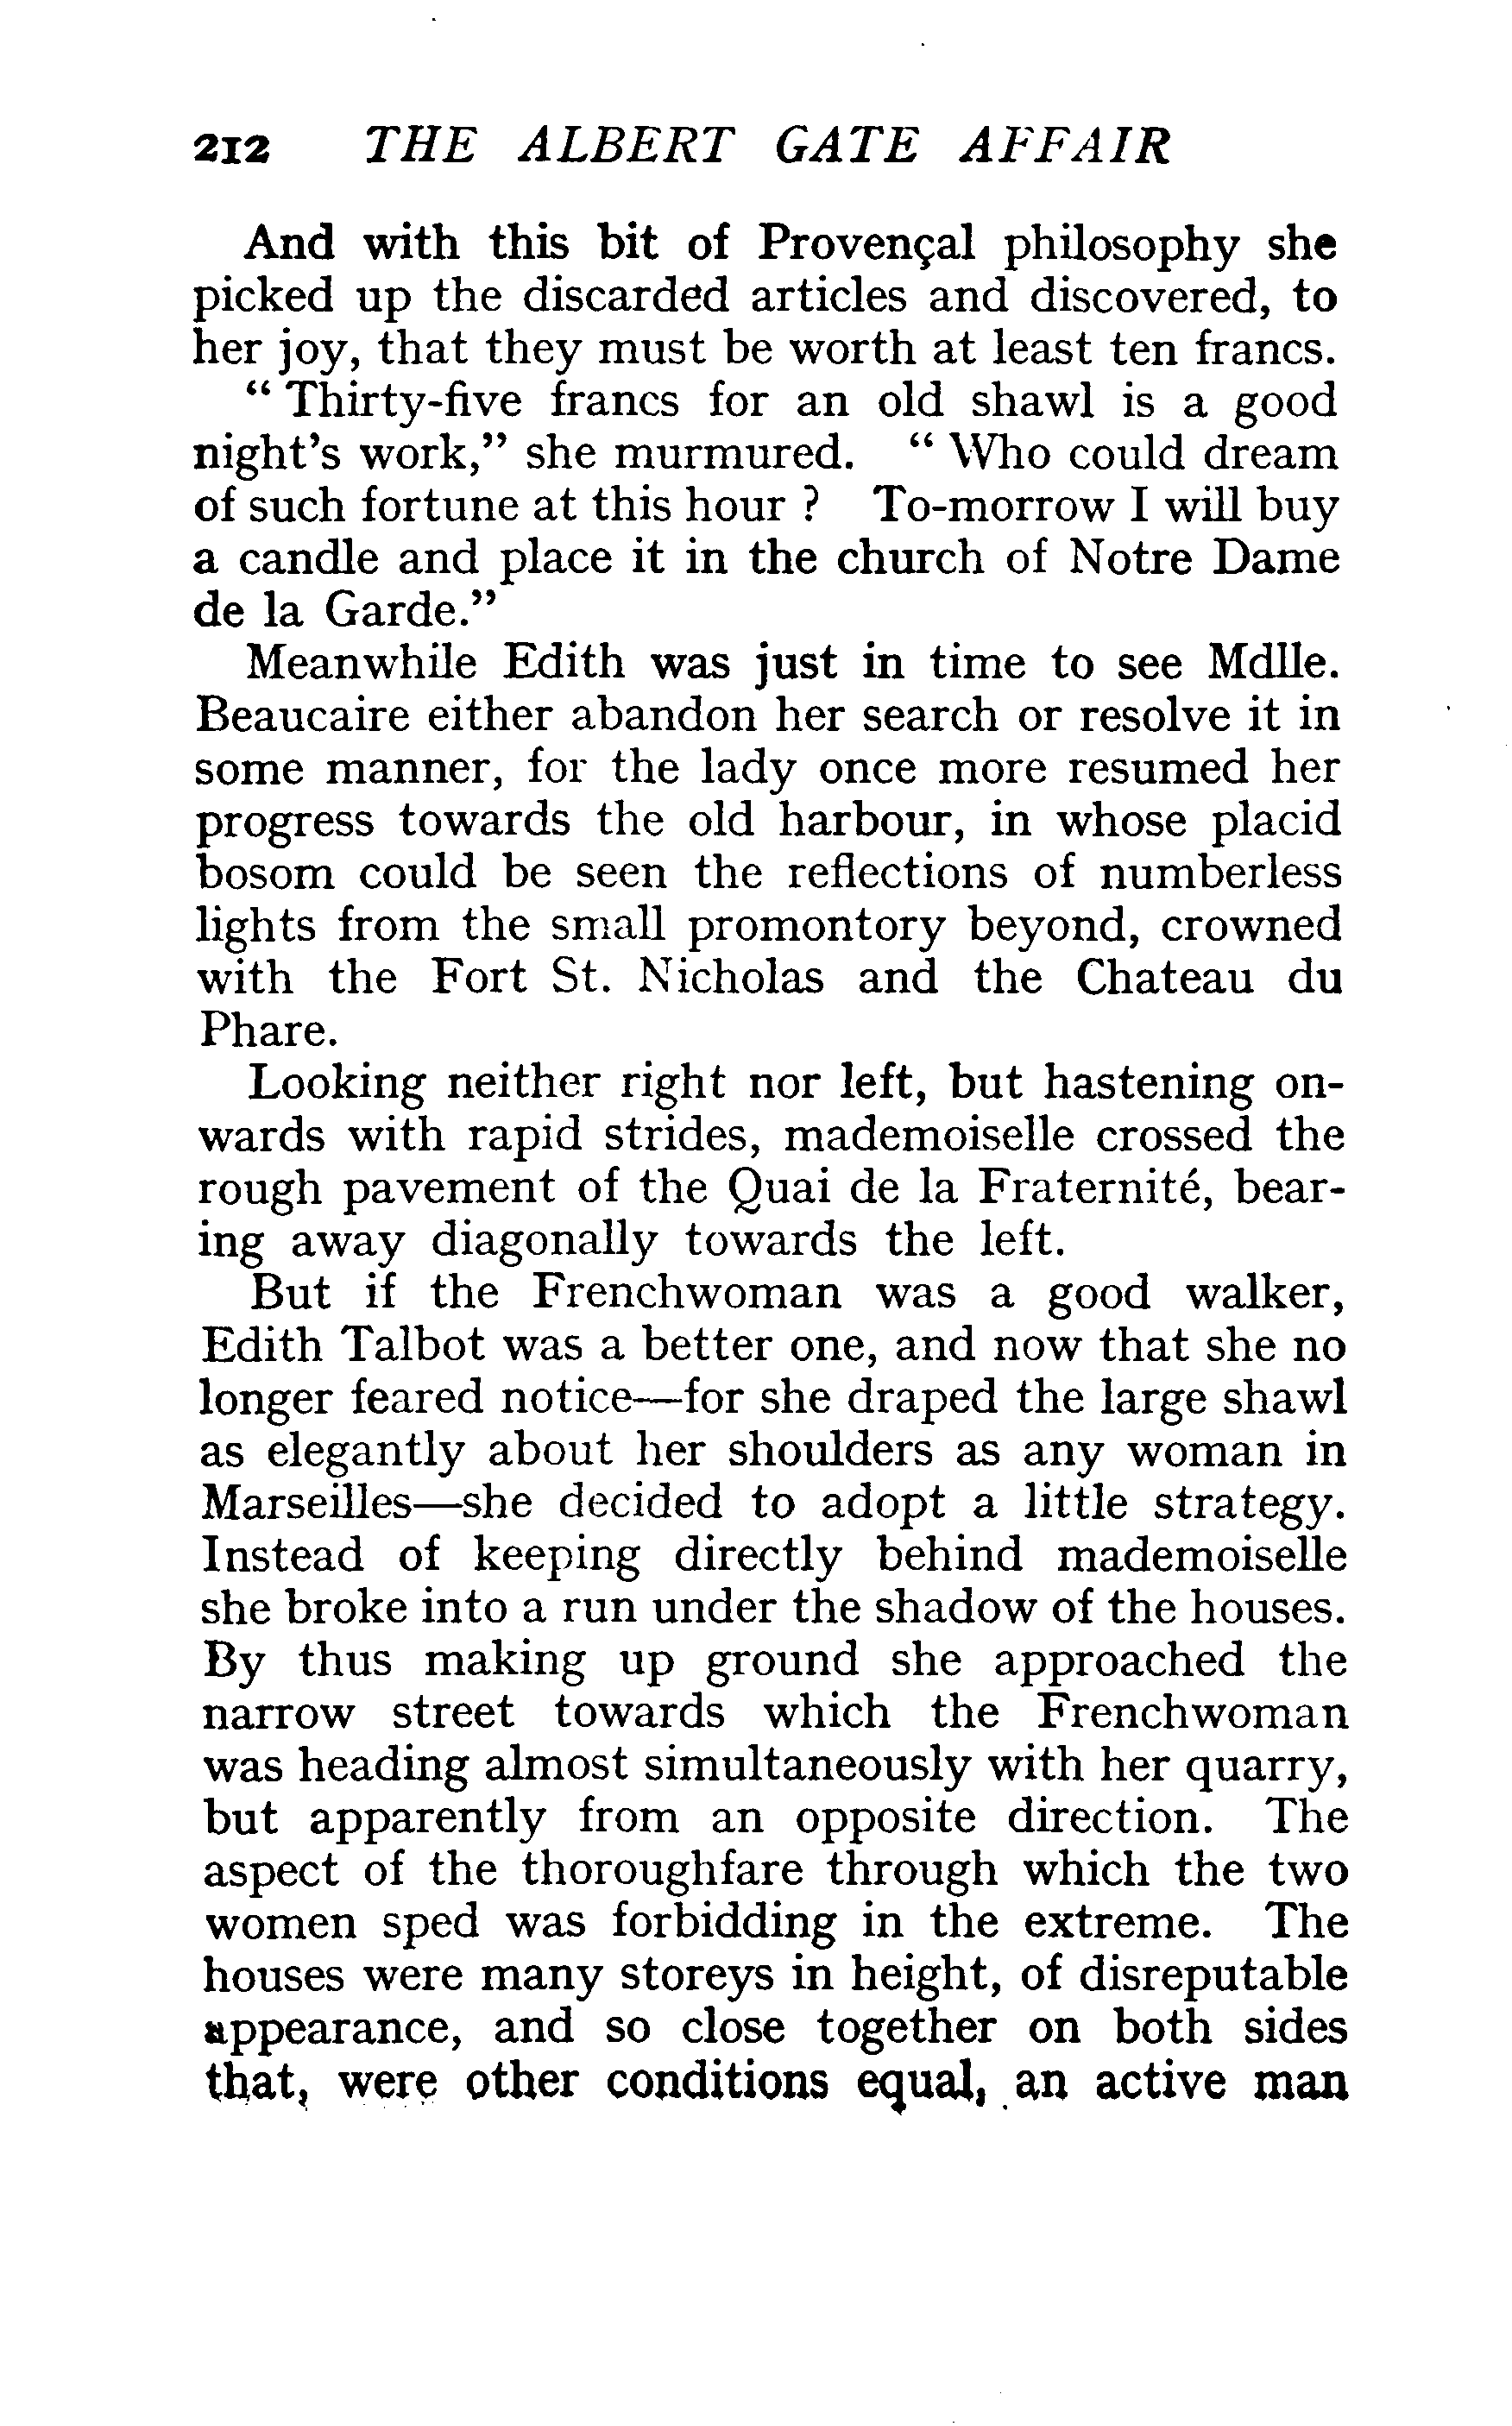 212 THE ALBERT GATE AFFAIR
And with this bit of Provençal philosophy she
picked up the discarded articles and discovered, to
her joy, that they must be worth at least ten francs.
“ Thirty-five francs for an old shawl is a good
night's work,” she murmured. “ Who could dream
of such fortune at this hour ? To-morrow I will buy
a candle and place it in the church of Notre Dame
de la Garde.”
Meanwhile Edith was just in time to see Mdlle.
Beaucaire either abandon her search or resolve it in
some manner, for the lady once more resumed her
progress towards the old harbour, in whose placid
bosom could be seen the reflections of numberless
lights from the small promontory beyond, crowned
with the Fort St. Nicholas and the Chateau du
Phare.
Looking neither right nor left, but hastening on-
wards with rapid strides, mademoiselle crossed the
rough pavement of the Quai de la Fraternité, bear-
ing away diagonally towards the left.
But if the Frenchwoman was a good walker,
Edith Talbot was a better one, and now that she no
longer feared notice—for she draped the large shawl
as elegantly about her shoulders as any woman in
Marseilles—she decided to adopt a little strategy.
Instead of keeping directly behind mademoiselle
she broke into a run under the shadow of the houses.
By thus making up ground she approached the
narrow street towards which the Frenchwoman
was heading almost simultaneously with her quarry,
but apparently from an opposite direction. The
aspect of the thoroughfare through which the two
women sped was forbidding in the extreme. The
houses were many storeys in height, of disreputable
appearance, and so close together on both sides
that, were other conditions equal, an active man